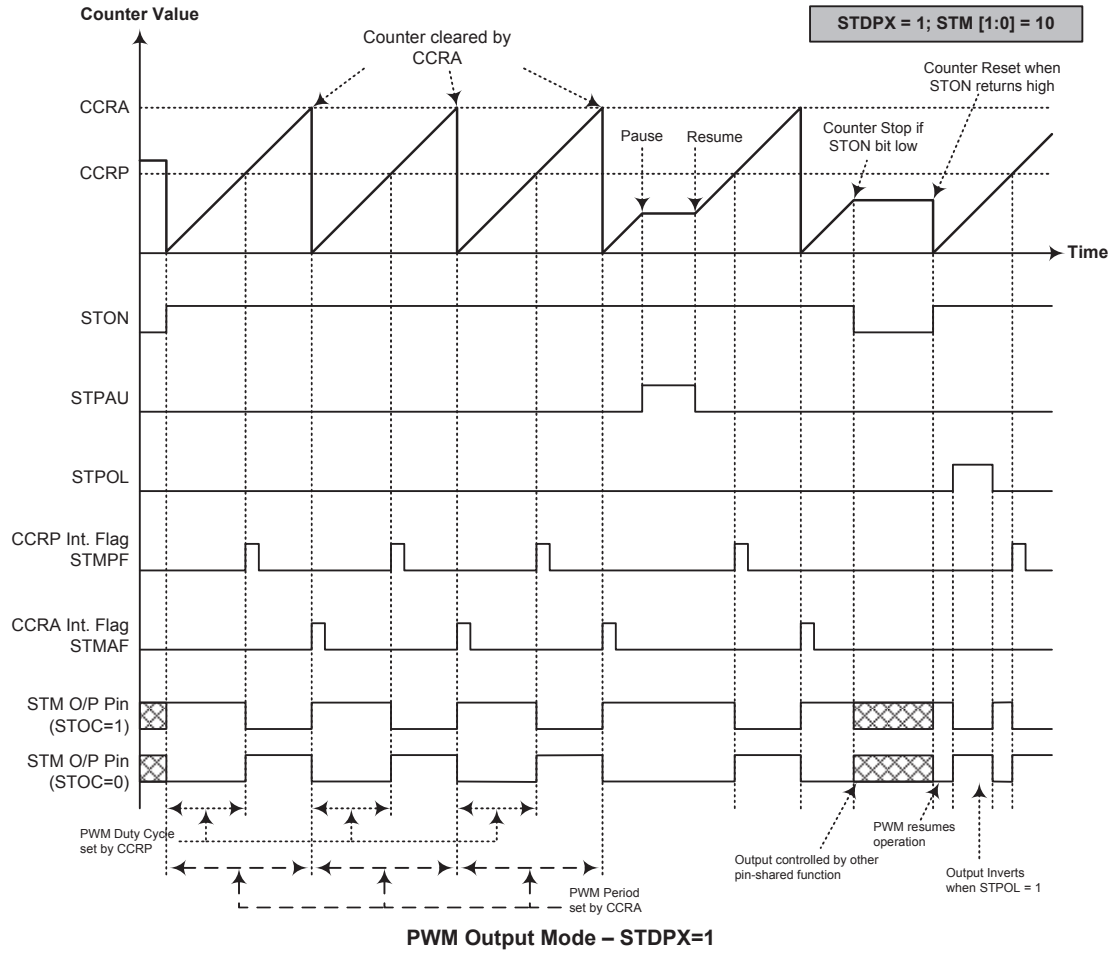 Counter Value
STDPX = 1; STM [1:0] = 10
Counter cleared by
CCRA
Counter Reset when
STON returns high
CCRA
Pause
Resume
Counter Stop if
STON bit low
CCRP
Time
STON
STPAU
STPOL
CCRP Int. Flag
STMPF
CCRA Int. Flag
STMAF
STM O/P Pin
(STOC=1)
STM O/P Pin
(STOC=0)
PWM Duty Cycle
set by CCRP
PWM resumes
operation
Output controlled by other
pin-shared function
Output Inverts
when STPOL = 1
PWM Period
set by CCRA
PWM Output Mode – STDPX=1